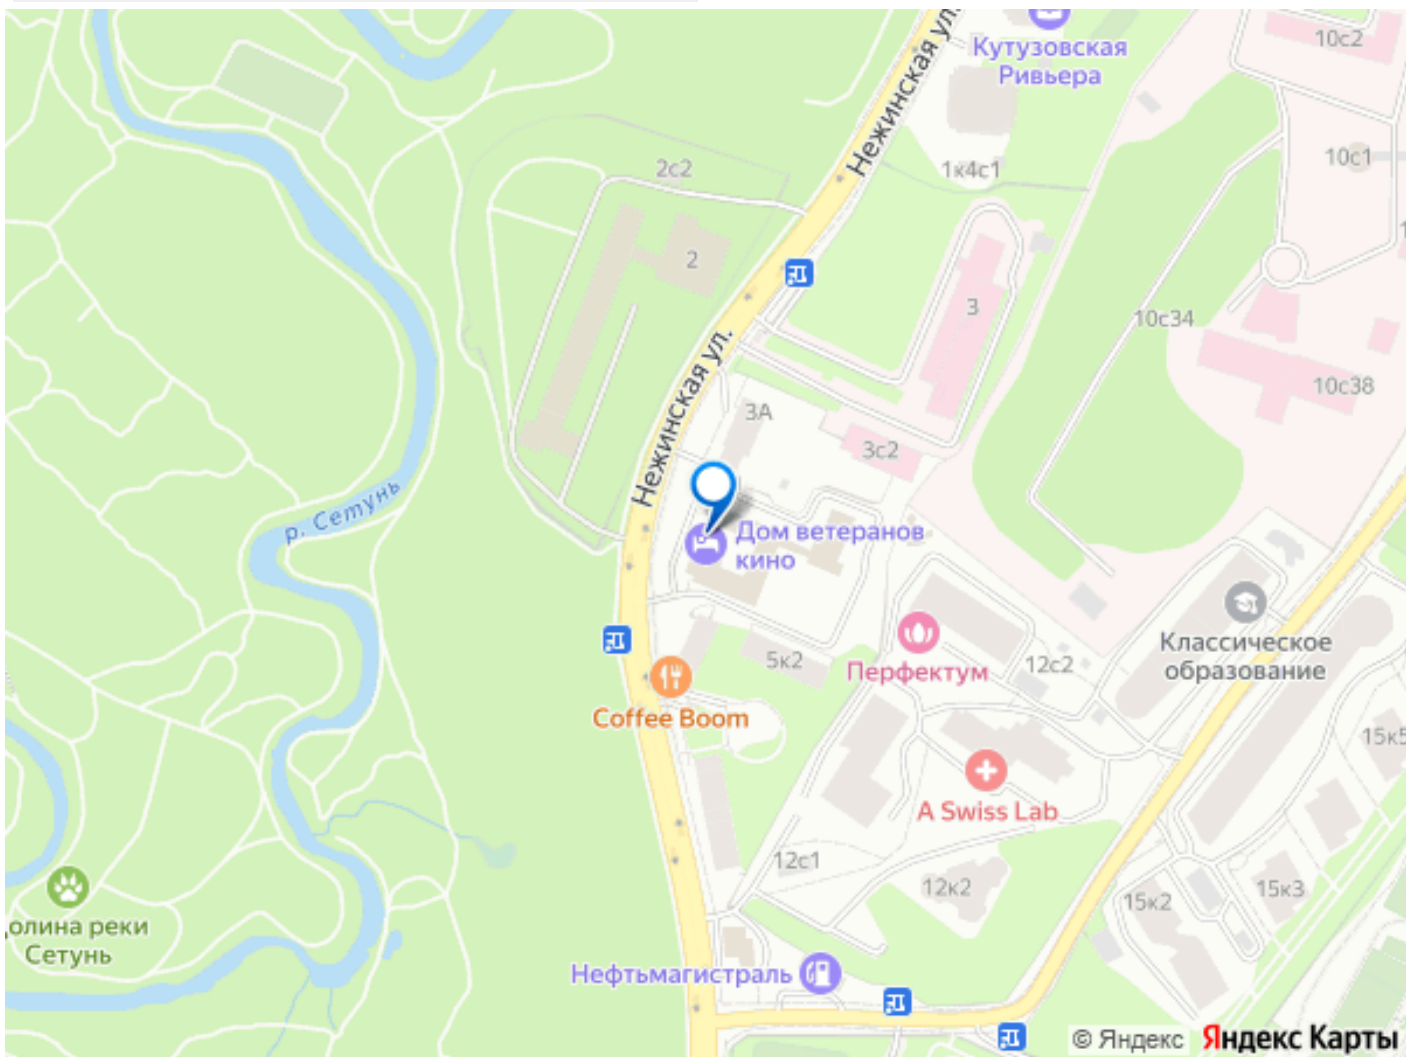 Кутузовская
Ривьера
10с2
Нежинская ул.
10с1
2с2
1к4с1
2
3
10с34
Нежинская ул.
10с38
3А
3с2
р. Сетунь
Дом ветеранов
кино
Классическое
образование
5к2
Перфектум
12с2
Coffee Boom
15к5
A Swiss Lab
12с1
12к2
15к2
15к3
олина реки
Сетунь
Нефтьмагистраль
© Яндекс Яндекс Карты